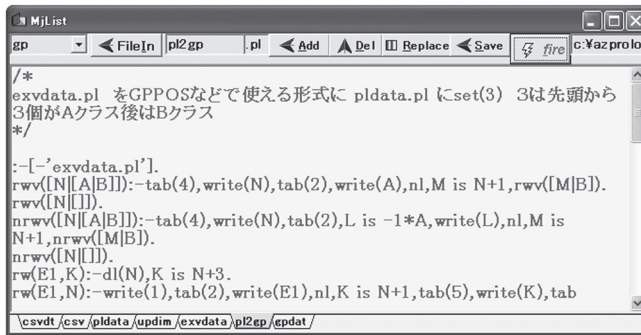 MjList
gp FileIn pl2gp .pl Add Del Replace Save fire c:¥azprolo
/*
exvdata.pl をGPPOSなどで使える形式に pldata.pl にset(3) 3は先頭から
3個がAクラス後はBクラス
*/
:-[-'exvdata.pl'].
rwv([N|[A|B]]):-tab(4),write(N),tab(2),write(A),nl,M is N+1,rwv([M|B]).
rwv([N|[]]).
nrwv([N|[A|B]]):-tab(4),write(N),tab(2),L is -1*A,write(L),nl,M is
N+1,nrwv([M|B]).
nrwv([N|[]]).
rw(E1,K):-dl(N),K is N+3.
rw(E1,N):-write(1),tab(2),write(E1),nl,K is N+1,tab(5),write(K),tab
csvdt csv pldata updim exvdata pl2gp gpdat